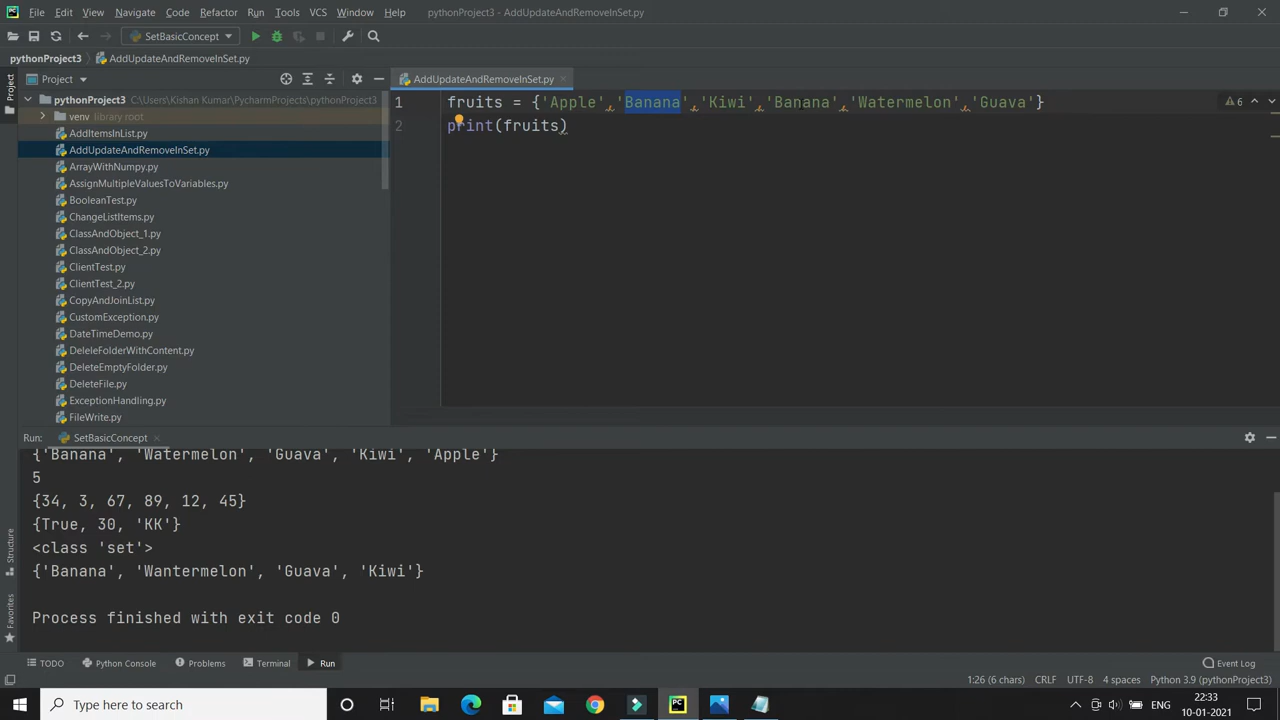 File Edit View Navigate Code Refactor Run Tools VCS Window Help pythonProject3 - AddUpdateAndRemoveInSet.py
SetBasicConcept
pythonProject3 AddUpdateAndRemoveInSet.py
Project
Project
AddUpdateAndRemoveInSet.py
pythonProject3 C:\Users\Kishan Kumar\PycharmProjects\pythonProject3
venv library root
AddItemsInList.py
AddUpdateAndRemoveInSet.py
ArrayWithNumpy.py
AssignMultipleValuesToVariables.py
BooleanTest.py
ChangeListItems.py
ClassAndObject_1.py
ClassAndObject_2.py
ClientTest.py
ClientTest_2.py
CopyAndJoinList.py
CustomException.py
DateTimeDemo.py
DeleleFolderWithContent.py
DeleteEmptyFolder.py
DeleteFile.py
ExceptionHandling.py
FileWrite.py
1 fruits = {'Apple','Banana','Kiwi','Banana','Watermelon','Guava'}
6
2 print(fruits)
Run: SetBasicConcept
{'Banana', 'Watermelon', 'Guava', 'Kiwi', 'Apple'}
5
{34, 3, 67, 89, 12, 45}
{True, 30, 'KK'}
<class 'set'>
{'Banana', 'Wantermelon', 'Guava', 'Kiwi'}
Process finished with exit code 0
Structure
Favorites
TODO Python Console Problems Terminal Run Event Log
1:26 (6 chars) CRLF UTF-8 4 spaces Python 3.9 (pythonProject3)
Type here to search
PC
ENG
22:33
10-01-2021